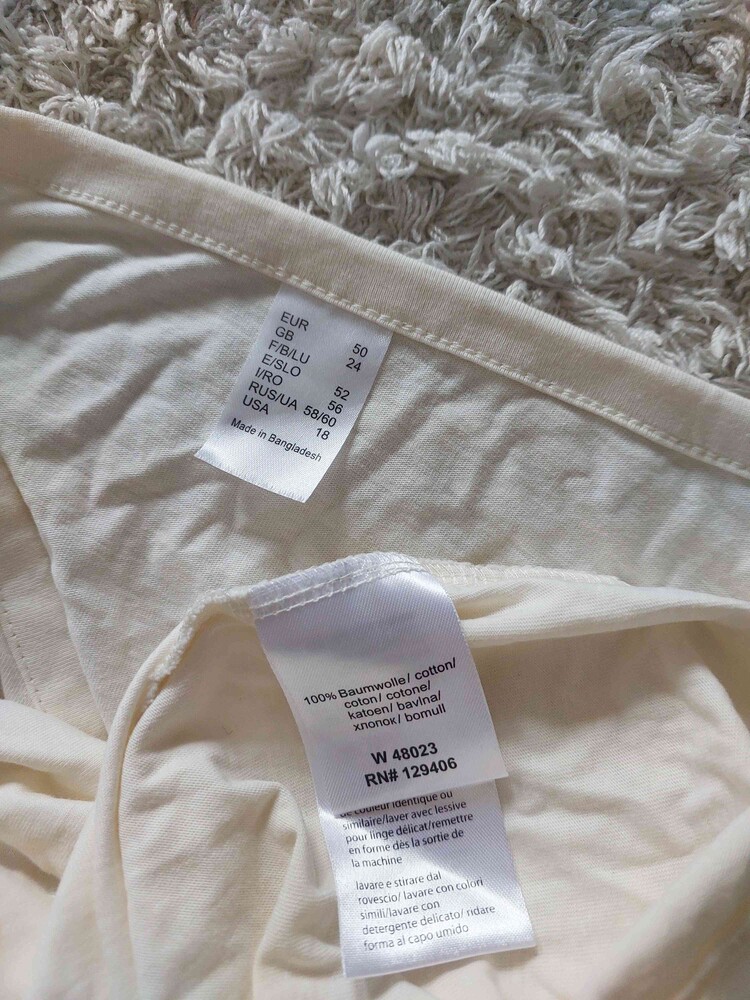 EUR 50
GB 24
F/B/LU
E/SLO 52
I/RO 56
RUS/UA 58/60
USA 18
Made in Bangladesh
100% Baumwolle/ cotton/
coton/ cotone/
katoen/ bavlna/
хлопок/ bomull
W 48023
RN# 129406
de couleur identique ou
similaire/laver avec lessive
pour linge délicat/remettre
en forme dès la sortie de
la machine
lavare e stirare dal
rovescio/ lavare con colori
simili/lavare con
detergente delicato/ ridare
forma al capo umido